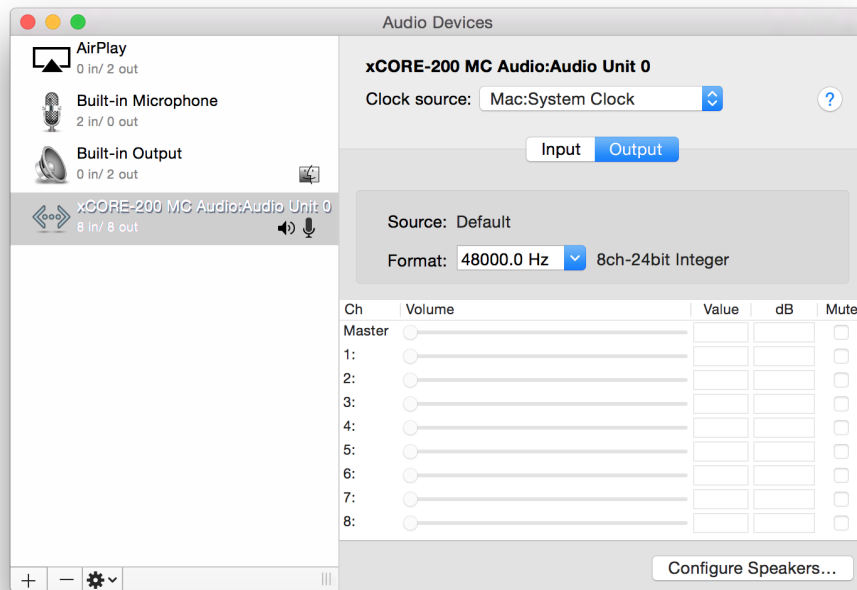 Audio Devices
AirPlay
0 in/ 2 out
Built-in Microphone
2 in/ 0 out
Built-in Output
0 in/ 2 out
xCORE-200 MC Audio:Audio Unit 0
8 in/ 8 out
xCORE-200 MC Audio:Audio Unit 0
Clock source: Mac:System Clock
?
Input Output
Source: Default
Format: 48000.0 Hz 8ch-24bit Integer
Ch Volume Value dB Mute
Master
1:
2:
3:
4:
5:
6:
7:
8:
Configure Speakers...